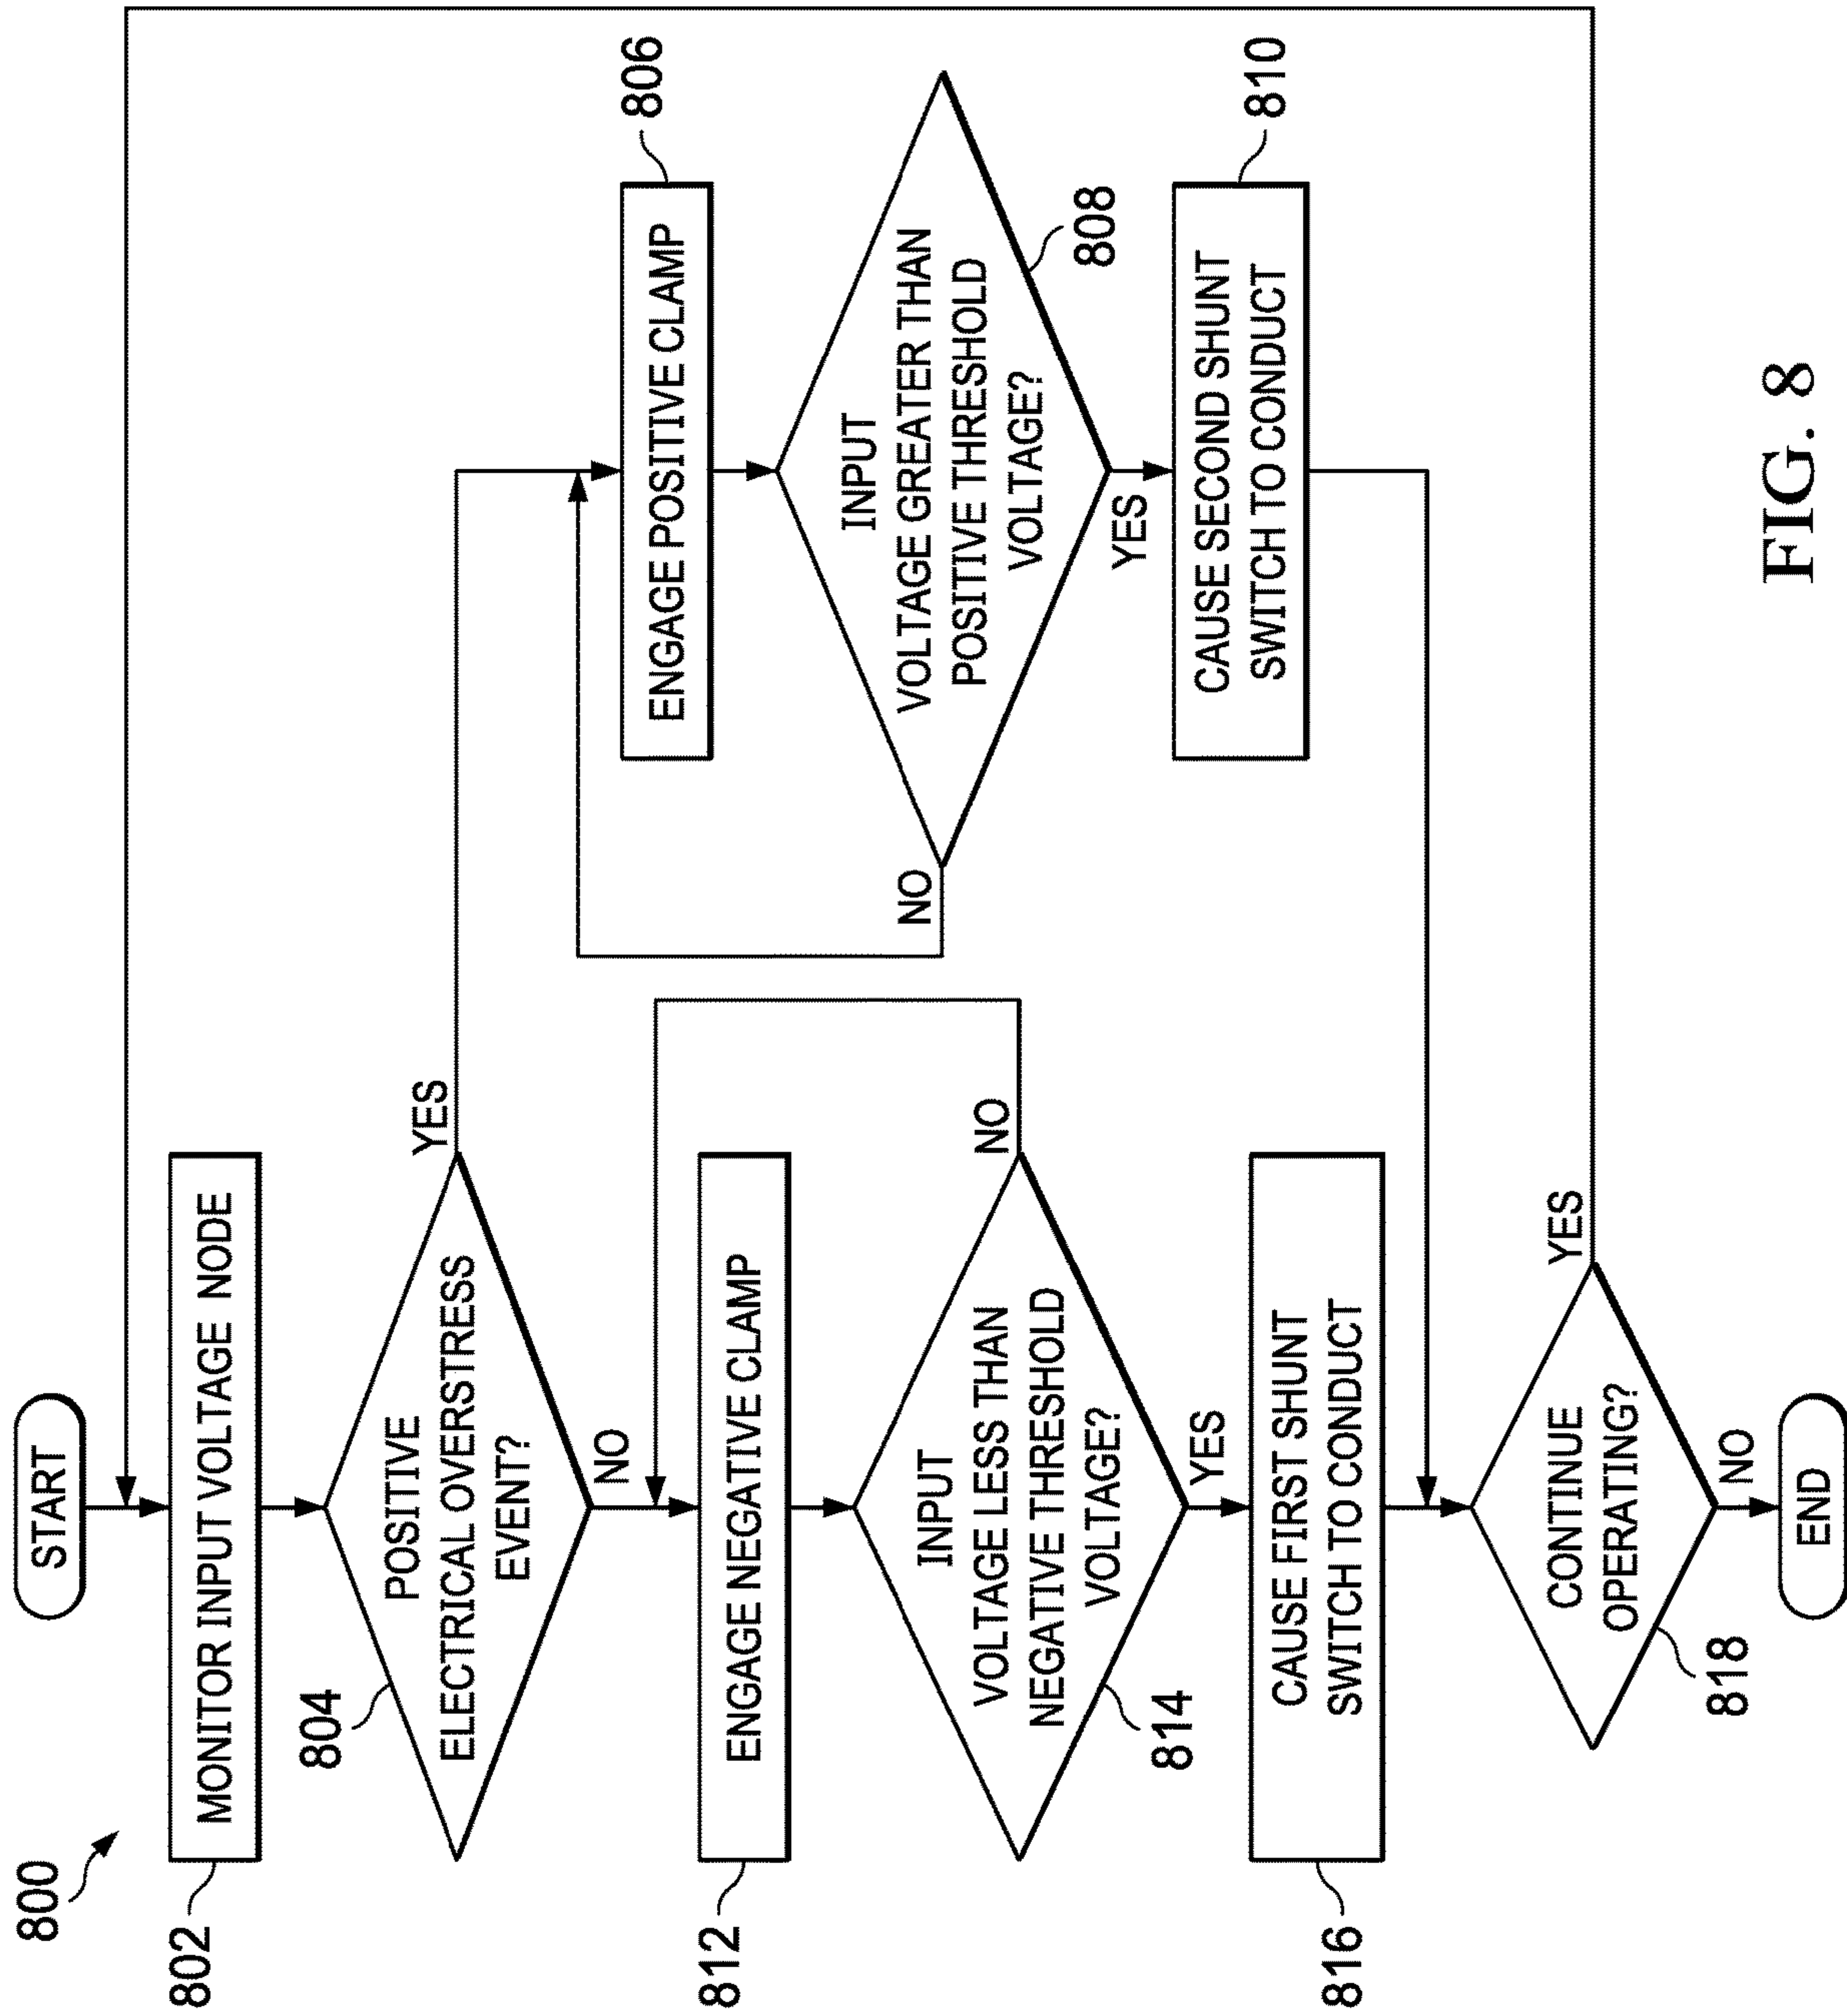 800
START
802
MONITOR INPUT VOLTAGE NODE
804
POSITIVE
ELECTRICAL OVERSTRESS
EVENT?
YES
NO
806
ENGAGE POSITIVE CLAMP
INPUT
VOLTAGE GREATER THAN
POSITIVE THRESHOLD
VOLTAGE?
808
NO
YES
CAUSE SECOND SHUNT
SWITCH TO CONDUCT
810
812
ENGAGE NEGATIVE CLAMP
INPUT
VOLTAGE LESS THAN
NEGATIVE THRESHOLD
VOLTAGE?
814
NO
YES
816
CAUSE FIRST SHUNT
SWITCH TO CONDUCT
CONTINUE
OPERATING?
818
YES
NO
END
FIG. 8